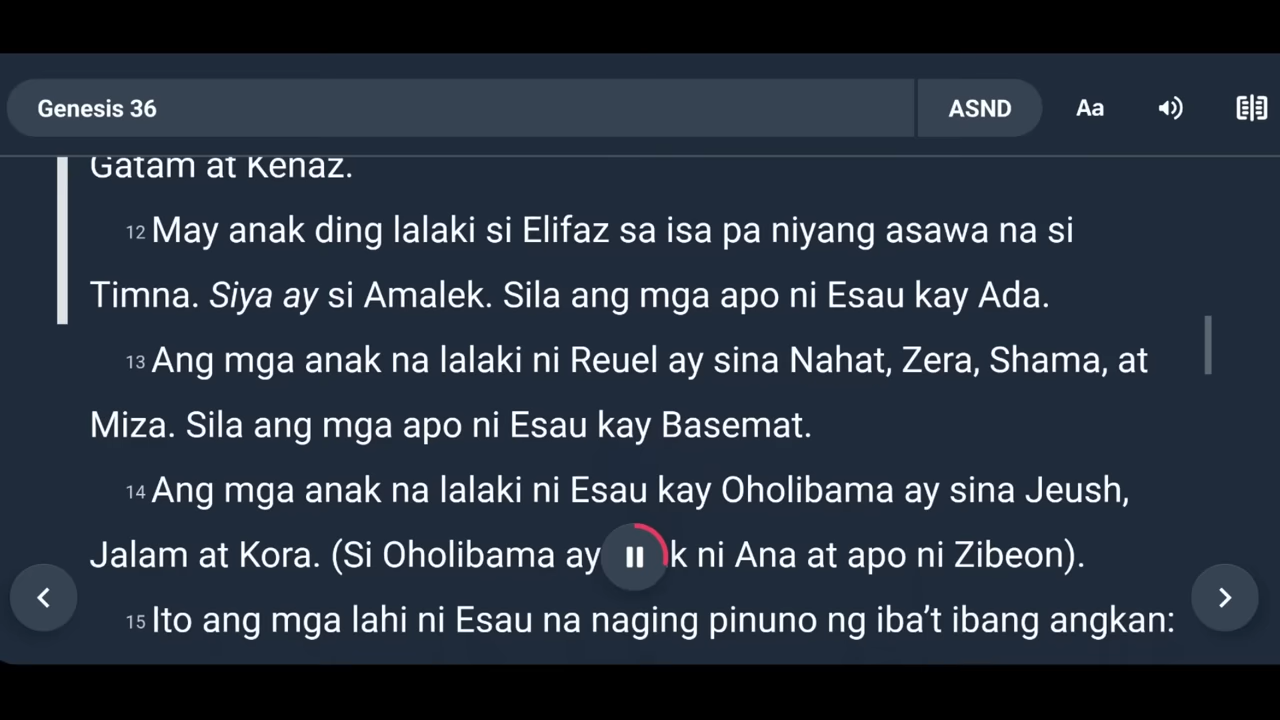 Genesis 36
ASND
Aa
Gatam at Kenaz.
12 May anak ding lalaki si Elifaz sa isa pa niyang asawa na si
Timna. Siya ay si Amalek. Sila ang mga apo ni Esau kay Ada.
13 Ang mga anak na lalaki ni Reuel ay sina Nahat, Zera, Shama, at
Miza. Sila ang mga apo ni Esau kay Basemat.
14 Ang mga anak na lalaki ni Esau kay Oholibama ay sina Jeush,
Jalam at Kora. (Si Oholibama ay k ni Ana at apo ni Zibeon).
15 Ito ang mga lahi ni Esau na naging pinuno ng iba’t ibang angkan: